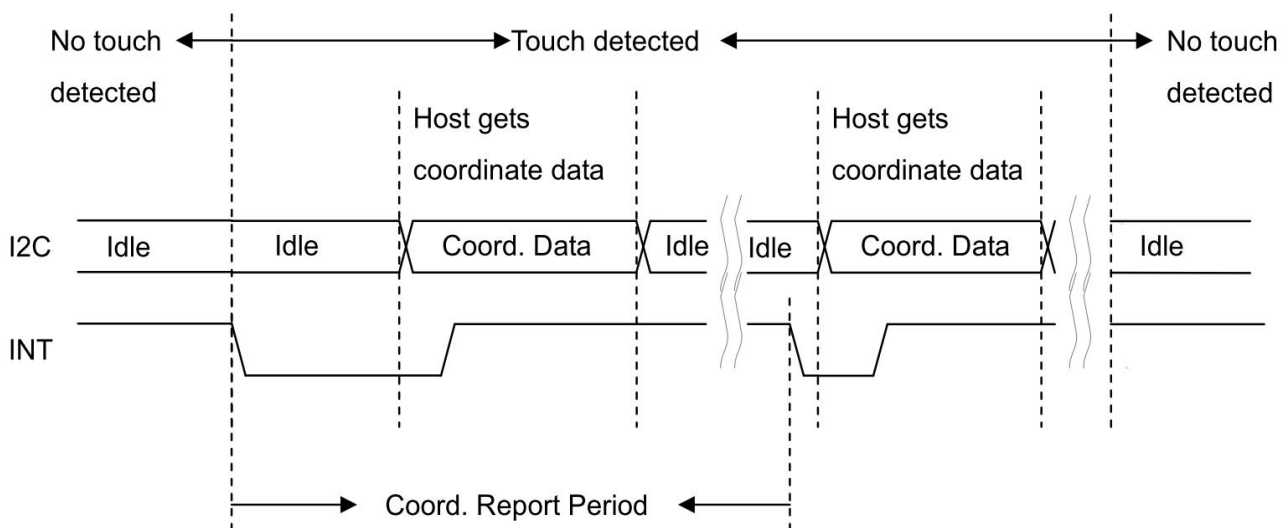 No touch
detected
Touch detected
No touch
detected
Host gets
coordinate data
Host gets
coordinate data
I2C
Idle
Idle
Coord. Data
Idle
Idle
Coord. Data
Idle
INT
Coord. Report Period